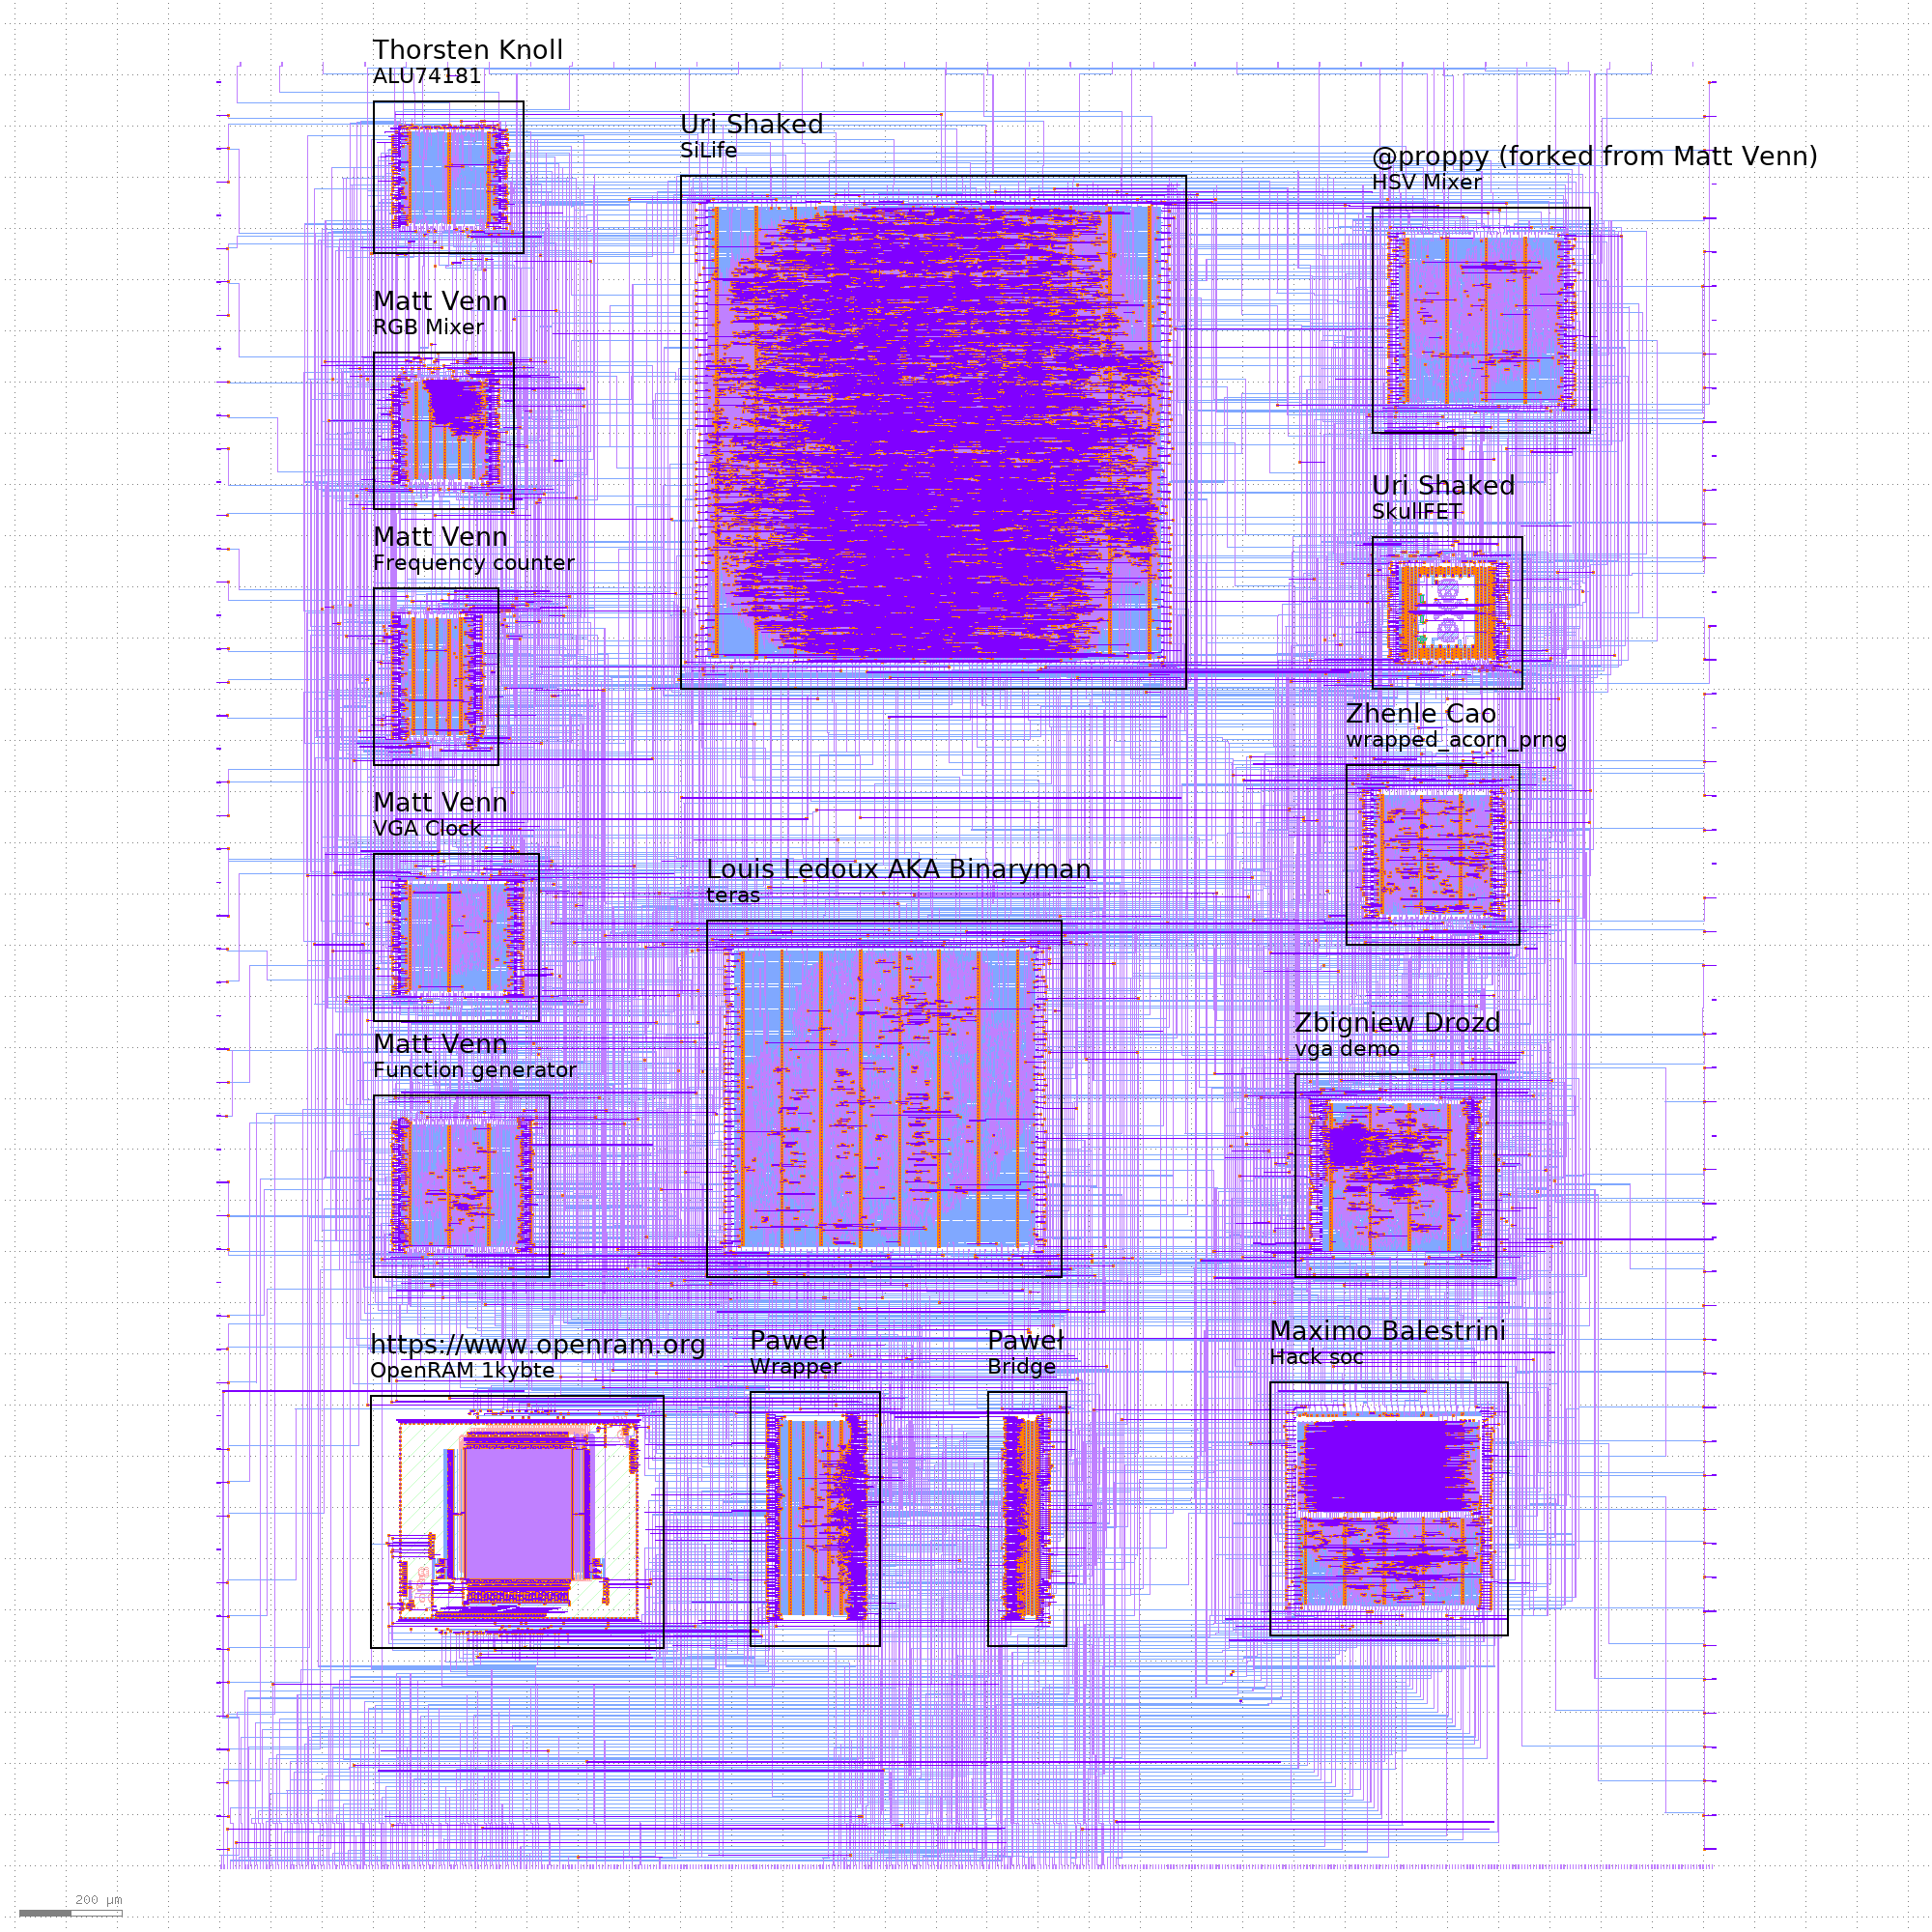 Thorsten Knoll
ALU74181
Uri Shaked
SiLife
@proppy (forked from Matt Venn)
HSV Mixer
Matt Venn
RGB Mixer
Uri Shaked
SkullFET
Matt Venn
Frequency counter
Zhenle Cao
wrapped_acorn_prng
Matt Venn
VGA Clock
Louis Ledoux AKA Binaryman
teras
Zbigniew Drozd
vga demo
Matt Venn
Function generator
https://www.openram.org
OpenRAM 1kybte
Paweł
Wrapper
Paweł
Bridge
Maximo Balestrini
Hack soc
200 µm